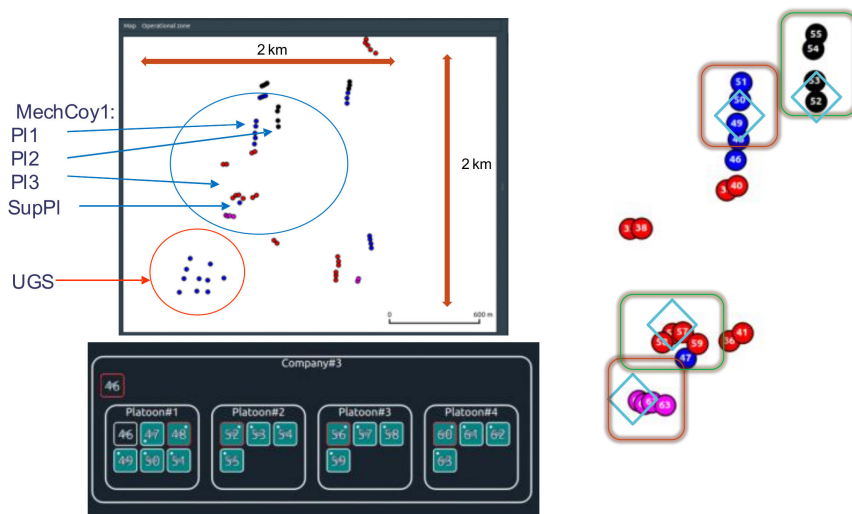 Map Operational zone
2 km
2 km
MechCoy1:
Pl1
Pl2
Pl3
SupPl
UGS
0 600 m
Company#3
46
Platoon#1 Platoon#2 Platoon#3 Platoon#4
46 47 48 52 53 54 56 57 58 60 61 62
49 50 51 55 59 63
55
54
53
52
51
50
49
46
40
38
57
59
41
36
47
63